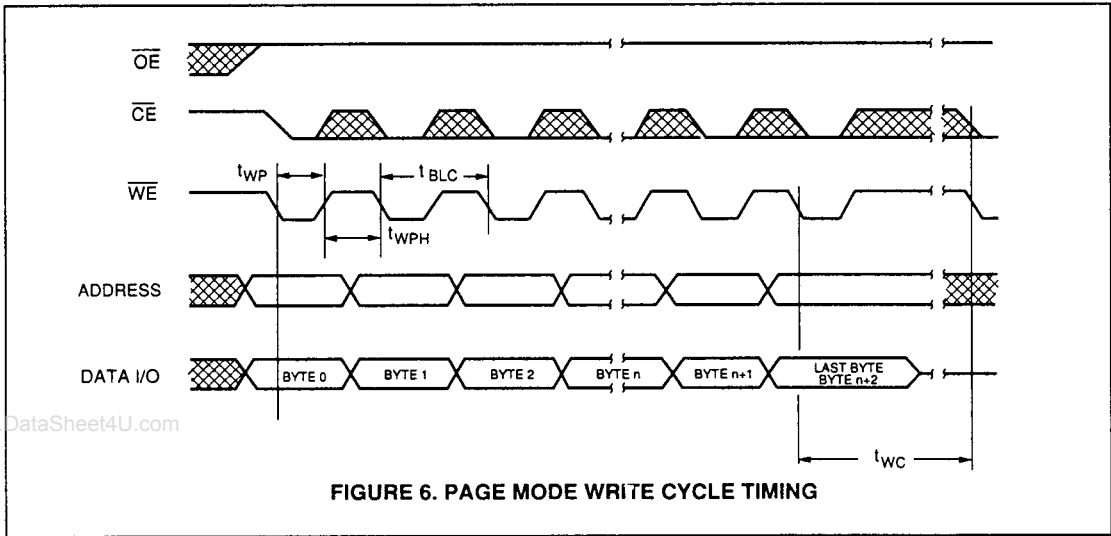 OE
CE
tWP
tBLC
WE
tWPH
ADDRESS
DATA I/O
BYTE 0
BYTE 1
BYTE 2
BYTE n
BYTE n+1
LAST BYTE
BYTE n+2
DataSheet4U.com
tWC
FIGURE 6. PAGE MODE WRITE CYCLE TIMING